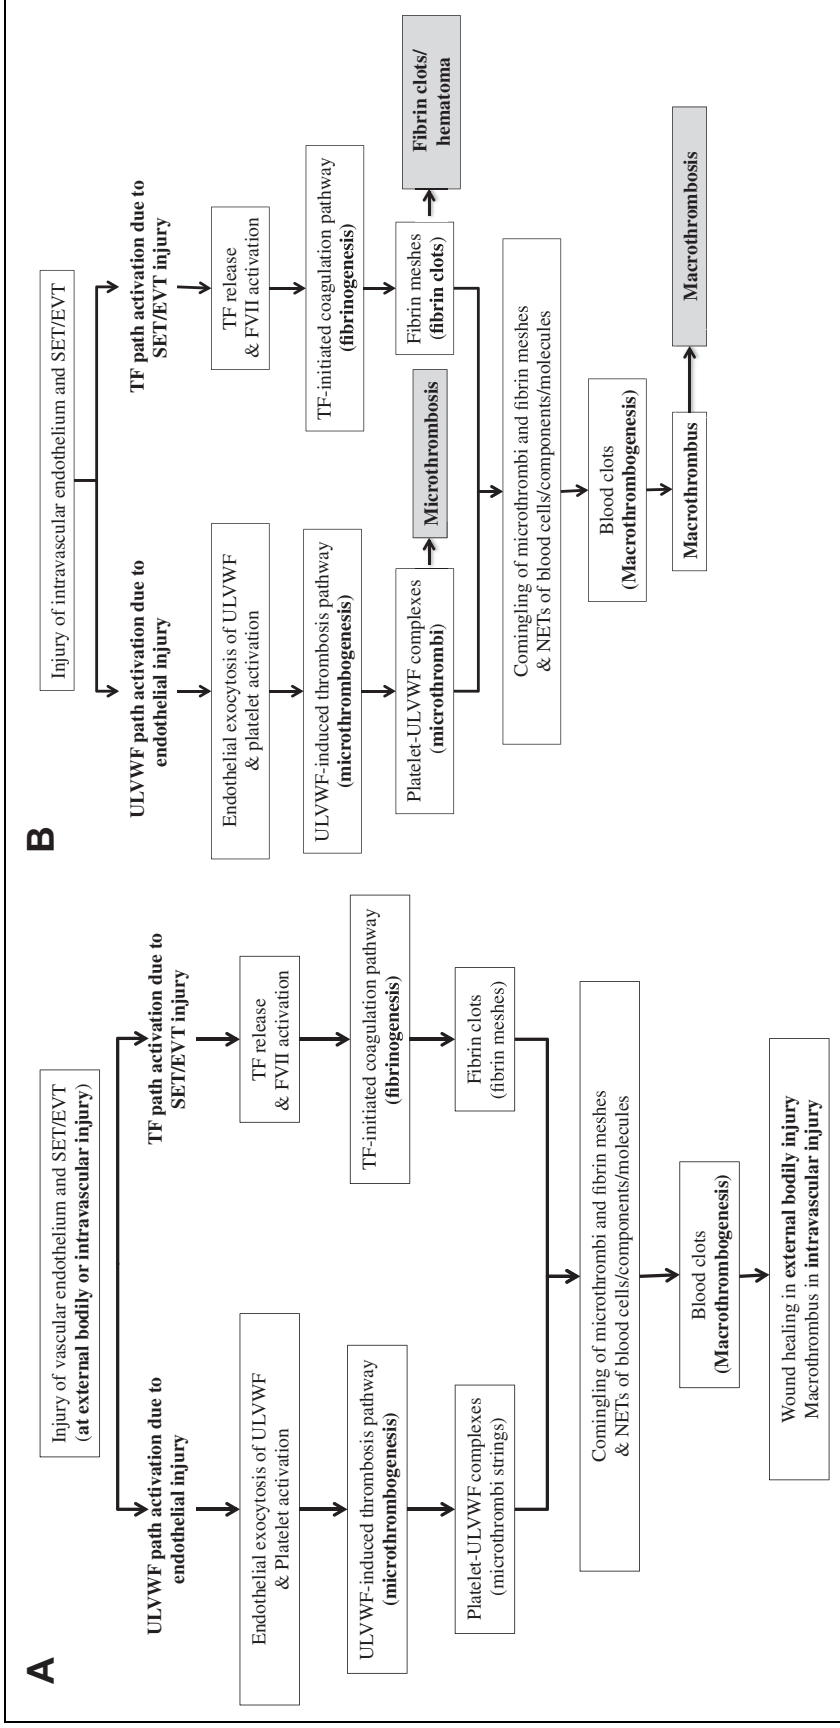 A
Injury of vascular endothelium and SET/EVT
(at external bodily or intravascular injury)
ULVWF path activation due to
endothelial injury
TF path activation due to
SET/EVT injury
Endothelial exocytosis of ULVWF
& Platelet activation
TF release
& FVII activation
ULVWF-induced thrombosis pathway
(microthrombogenesis)
TF-initiated coagulation pathway
(fibrinogenesis)
Platelet-ULVWF complexes
(microthrombi strings)
Fibrin clots
(fibrin meshes)
Comingling of microthrombi and fibrin meshes
& NETs of blood cells/components/molecules
Blood clots
(Macrothrombogenesis)
Wound healing in external bodily injury
Macrothrombus in intravascular injury
B
Injury of intravascular endothelium and SET/EVT
ULVWF path activation due to
endothelial injury
TF path activation due to
SET/EVT injury
Endothelial exocytosis of ULVWF
& platelet activation
TF release
& FVII activation
ULVWF-induced thrombosis pathway
(microthrombogenesis)
TF-initiated coagulation pathway
(fibrinogenesis)
Platelet-ULVWF complexes
(microthrombi)
Microthrombosis
Fibrin meshes
(fibrin clots)
Fibrin clots/
hematoma
Comingling of microthrombi and fibrin meshes
& NETs of blood cells/components/molecules
Blood clots
(Macrothrombogenesis)
Macrothrombus
Macrothrombosis